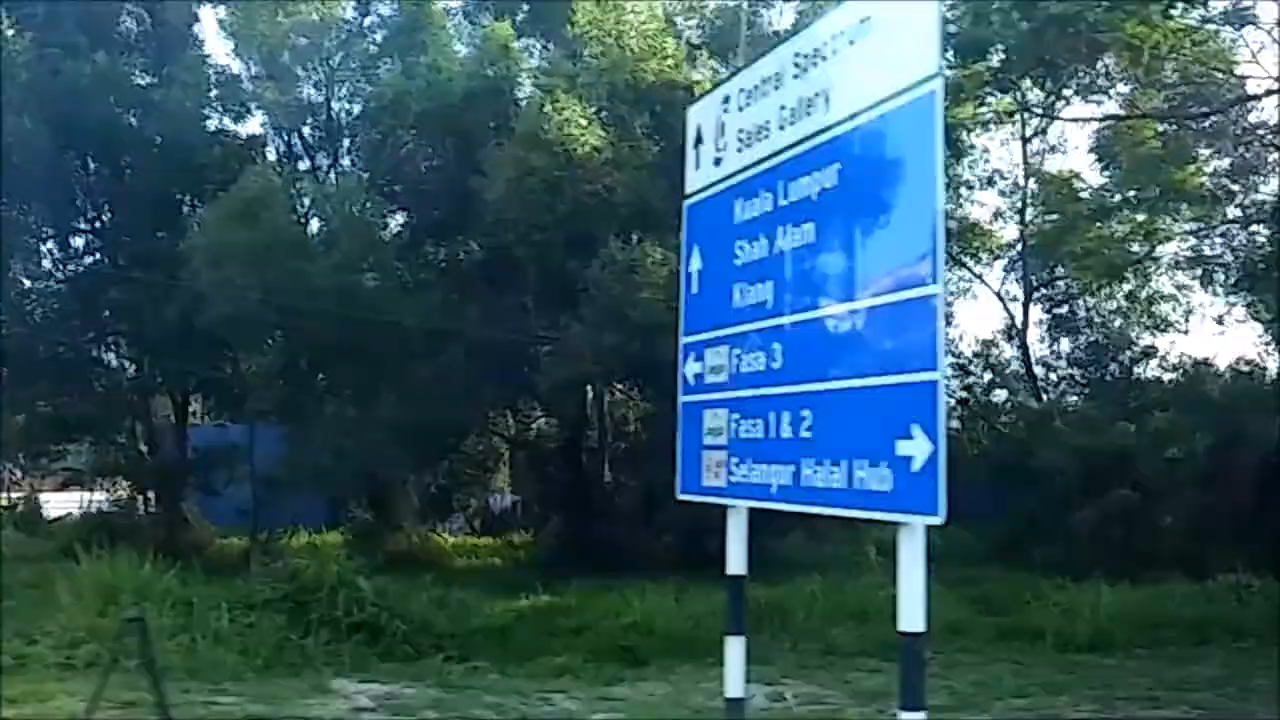 Central Spectrum
Sales Gallery
Kuala Lumpur
Shah Alam
Klang
Fasa 3
Fasa 1 & 2
Selangor Halal Hub